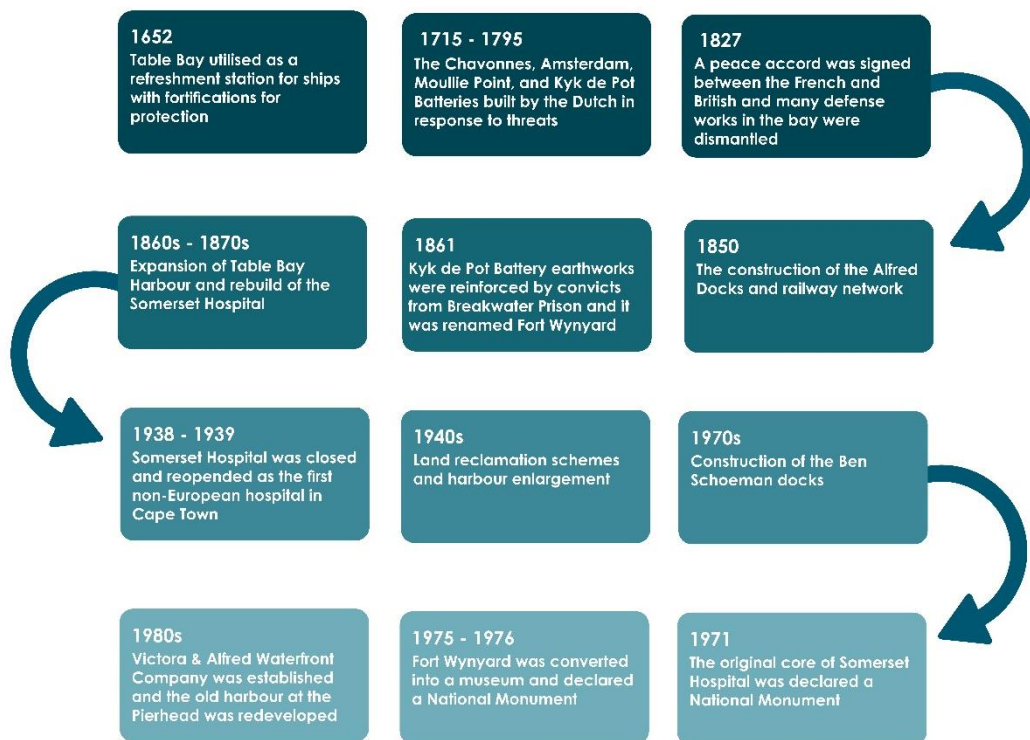 1652
Table Bay utilised as a
refreshment station for ships
with fortifications for
protection
1715 - 1795
The Chavonnes, Amsterdam,
Moullie Point, and Kyk de Pot
Batteries built by the Dutch in
response to threats
1827
A peace accord was signed
between the French and
British and many defense
works in the bay were
dismantled
1850
The construction of the Alfred
Docks and railway network
1861
Kyk de Pot Battery earthworks
were reinforced by convicts
from Breakwater Prison and it
was renamed Fort Wynyard
1860s - 1870s
Expansion of Table Bay
Harbour and rebuild of the
Somerset Hospital
1938 - 1939
Somerset Hospital was closed
and reopended as the first
non-European hospital in
Cape Town
1940s
Land reclamation schemes
and harbour enlargement
1970s
Construction of the Ben
Schoeman docks
1971
The original core of Somerset
Hospital was declared a
National Monument
1975 - 1976
Fort Wynyard was converted
into a museum and declared
a National Monument
1980s
Victora & Alfred Waterfront
Company was established
and the old harbour at the
Pierhead was redeveloped